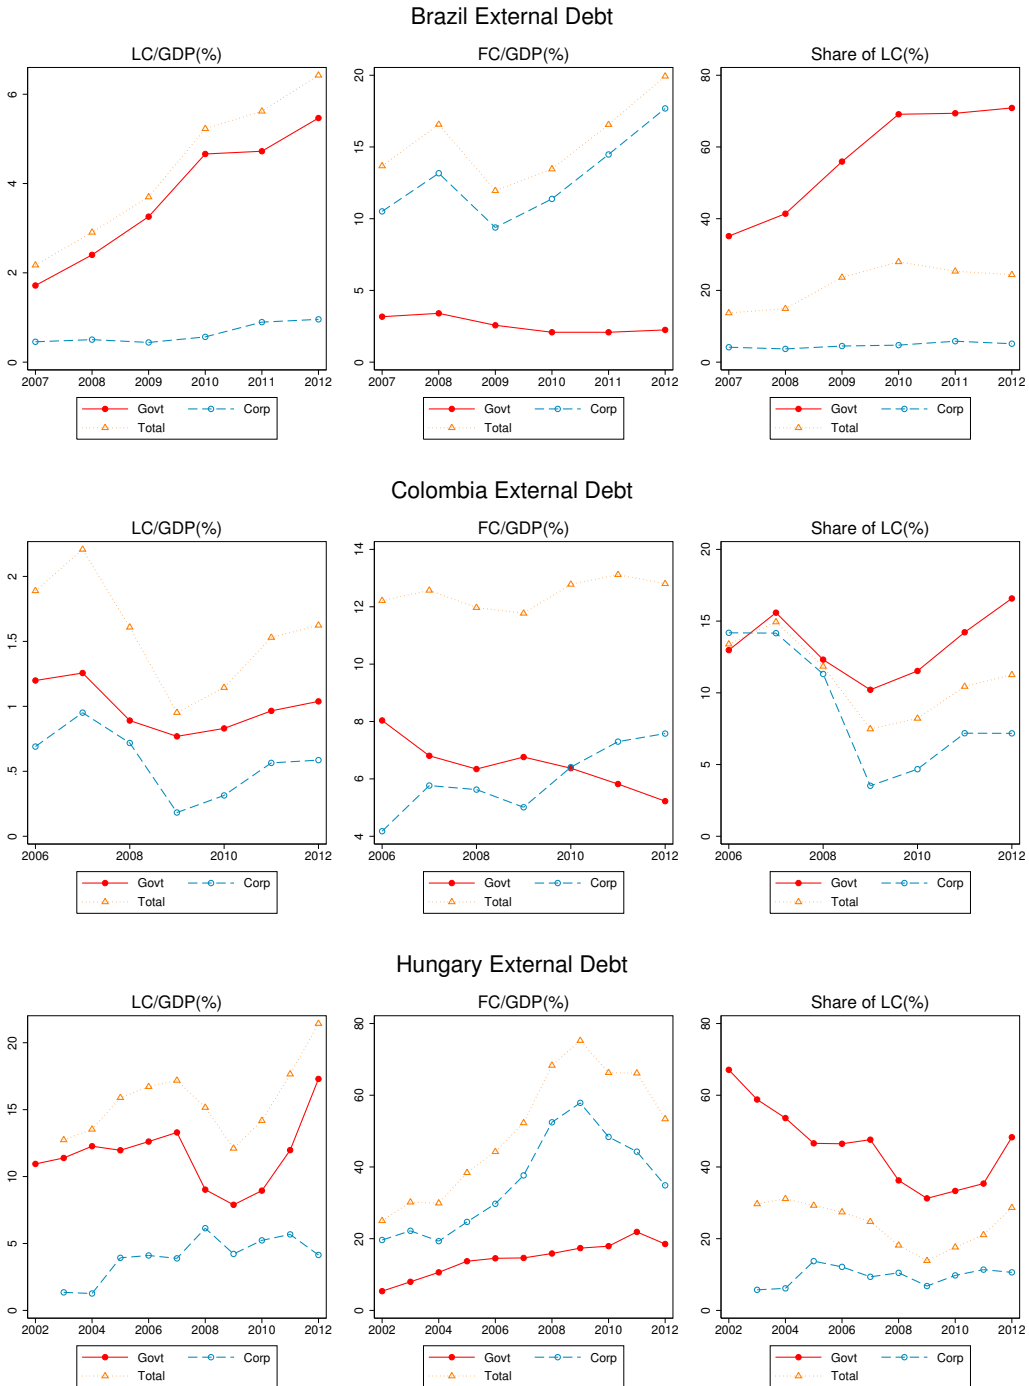 Brazil External Debt
LC/GDP(%) FC/GDP(%) Share of LC(%)
6
4
2
0
2007 2008 2009 2010 2011 2012
20
15
10
5
0
2007 2008 2009 2010 2011 2012
80
60
40
20
0
2007 2008 2009 2010 2011 2012
Govt Corp
Total
Govt Corp
Total
Govt Corp
Total
Colombia External Debt
LC/GDP(%) FC/GDP(%) Share of LC(%)
2
1.5
1
.5
0
2006 2008 2010 2012
14
12
10
8
6
4
2006 2008 2010 2012
20
15
10
5
0
2006 2008 2010 2012
Govt Corp
Total
Govt Corp
Total
Govt Corp
Total
Hungary External Debt
LC/GDP(%) FC/GDP(%) Share of LC(%)
20
15
10
5
0
2002 2004 2006 2008 2010 2012
80
60
40
20
0
2002 2004 2006 2008 2010 2012
80
60
40
20
0
2002 2004 2006 2008 2010 2012
Govt Corp
Total
Govt Corp
Total
Govt Corp
Total